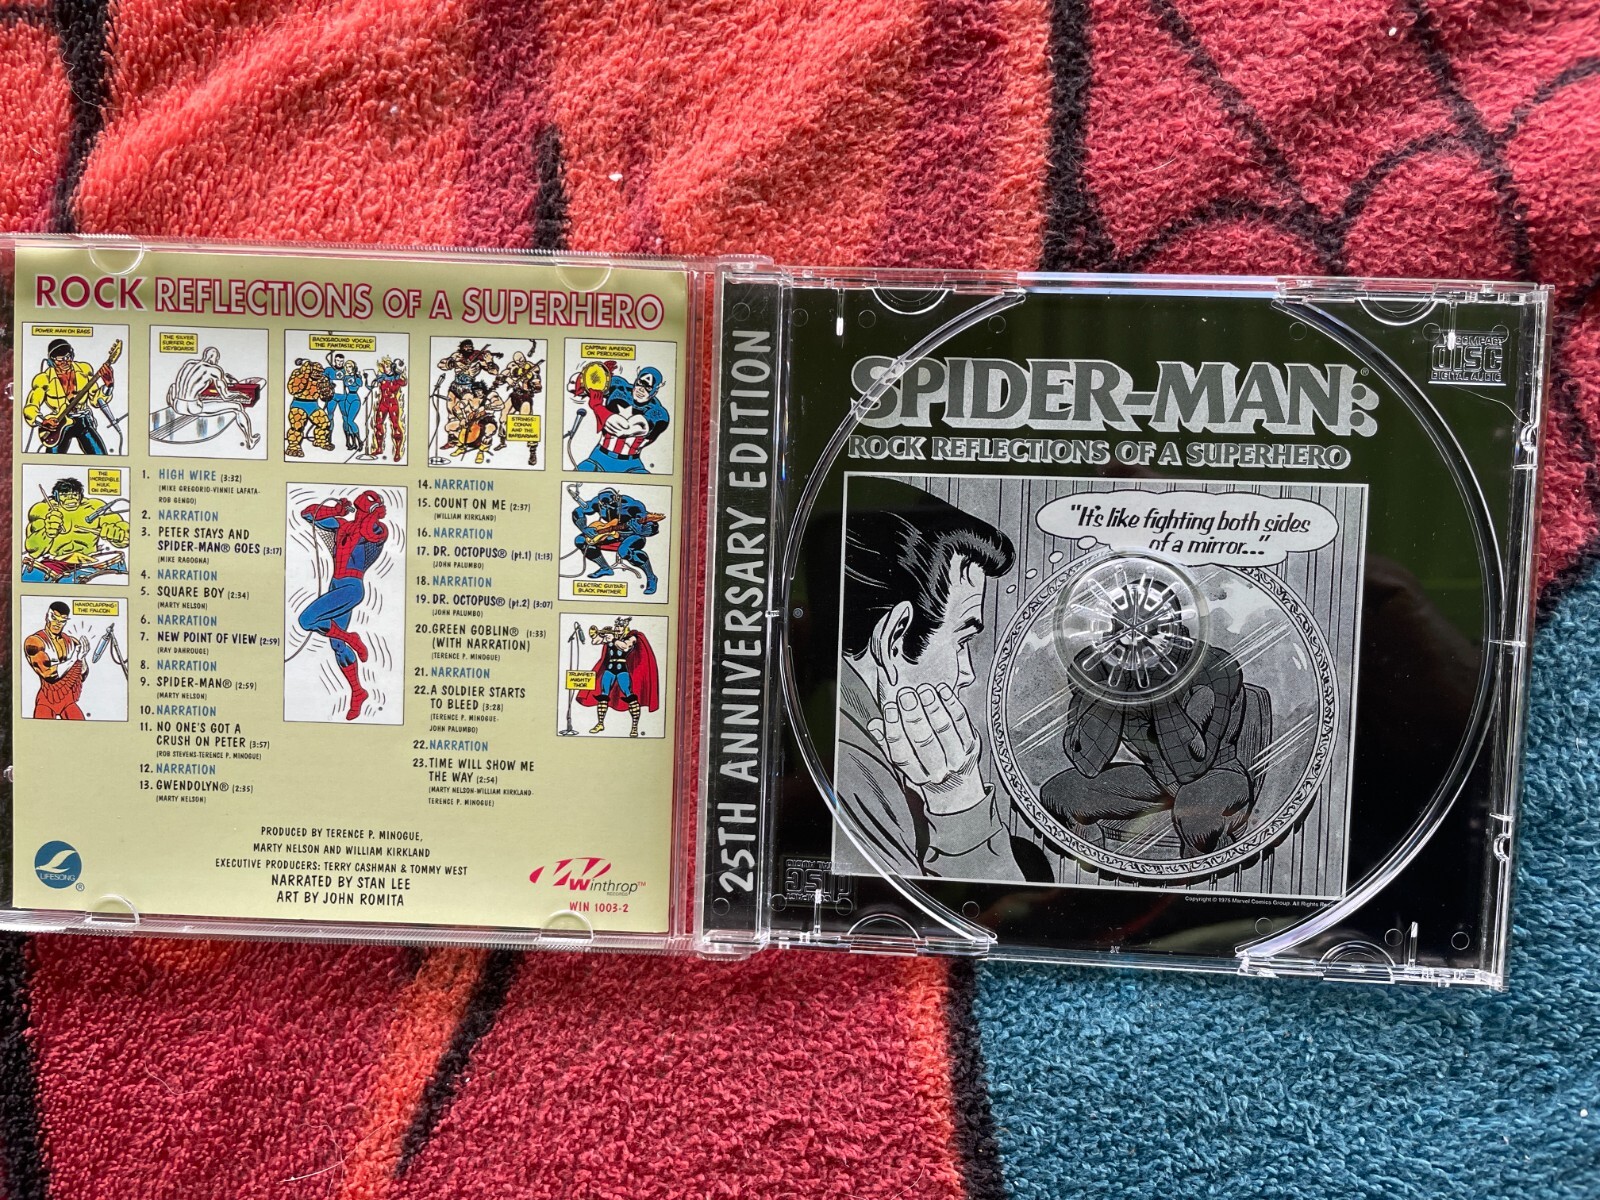 ROCK REFLECTIONS OF A SUPERHERO
POWER MAN ON BASS
THE SILVER
SURFER ON
KEYBOARDS
BACKGROUND VOCALS:
THE FANTASTIC FOUR
STRINGS:
CONAN
AND THE
BARBARIANS
CAPTAIN AMERICA
ON PERCUSSION
THE
INCREDIBLE
HULK
ON DRUMS
ELECTRIC GUITAR:
BLACK PANTHER
HANDCLAPPING:
THE FALCON
TRUMPET:
MIGHTY
THOR
1. HIGH WIRE (3:32)
(MIKE GREGORIO-VINNIE LAFATA-
ROB GENGO)
2. NARRATION
3. PETER STAYS AND
SPIDER-MAN® GOES (3:17)
(MIKE RAGOGNA)
4. NARRATION
5. SQUARE BOY (2:34)
(MARTY NELSON)
6. NARRATION
7. NEW POINT OF VIEW (2:59)
(RAY DAHROUGE)
8. NARRATION
9. SPIDER-MAN® (2:59)
(MARTY NELSON)
10. NARRATION
11. NO ONE'S GOT A
CRUSH ON PETER (3:57)
(ROB STEVENS-TERENCE P. MINOGUE)
12. NARRATION
13. GWENDOLYN® (2:35)
(MARTY NELSON)
14. NARRATION
15. COUNT ON ME (2:37)
(WILLIAM KIRKLAND)
16. NARRATION
17. DR. OCTOPUS® (pt.1) (1:13)
(JOHN PALUMBO)
18. NARRATION
19. DR. OCTOPUS® (pt.2) (3:07)
(JOHN PALUMBO)
20. GREEN GOBLIN® (1:33)
(WITH NARRATION)
(TERENCE P. MINOGUE)
21. NARRATION
22. A SOLDIER STARTS
TO BLEED (3:28)
(TERENCE P. MINOGUE-
JOHN PALUMBO)
22. NARRATION
23. TIME WILL SHOW ME
THE WAY (2:54)
(MARTY NELSON-WILLIAM KIRKLAND-
TERENCE P. MINOGUE)
PRODUCED BY TERENCE P. MINOGUE,
MARTY NELSON AND WILLIAM KIRKLAND
EXECUTIVE PRODUCERS: TERRY CASHMAN & TOMMY WEST
NARRATED BY STAN LEE
ART BY JOHN ROMITA
LIFESONG ®
Winthrop™
RECORDS
WIN 1003-2
25TH ANNIVERSARY EDITION
COMPACT
disc
DIGITAL AUDIO
SPIDER-MAN:®
ROCK REFLECTIONS OF A SUPERHERO
"It's like fighting both sides
of a mirror..."
Copyright © 1975 Marvel Comics Group. All Rights